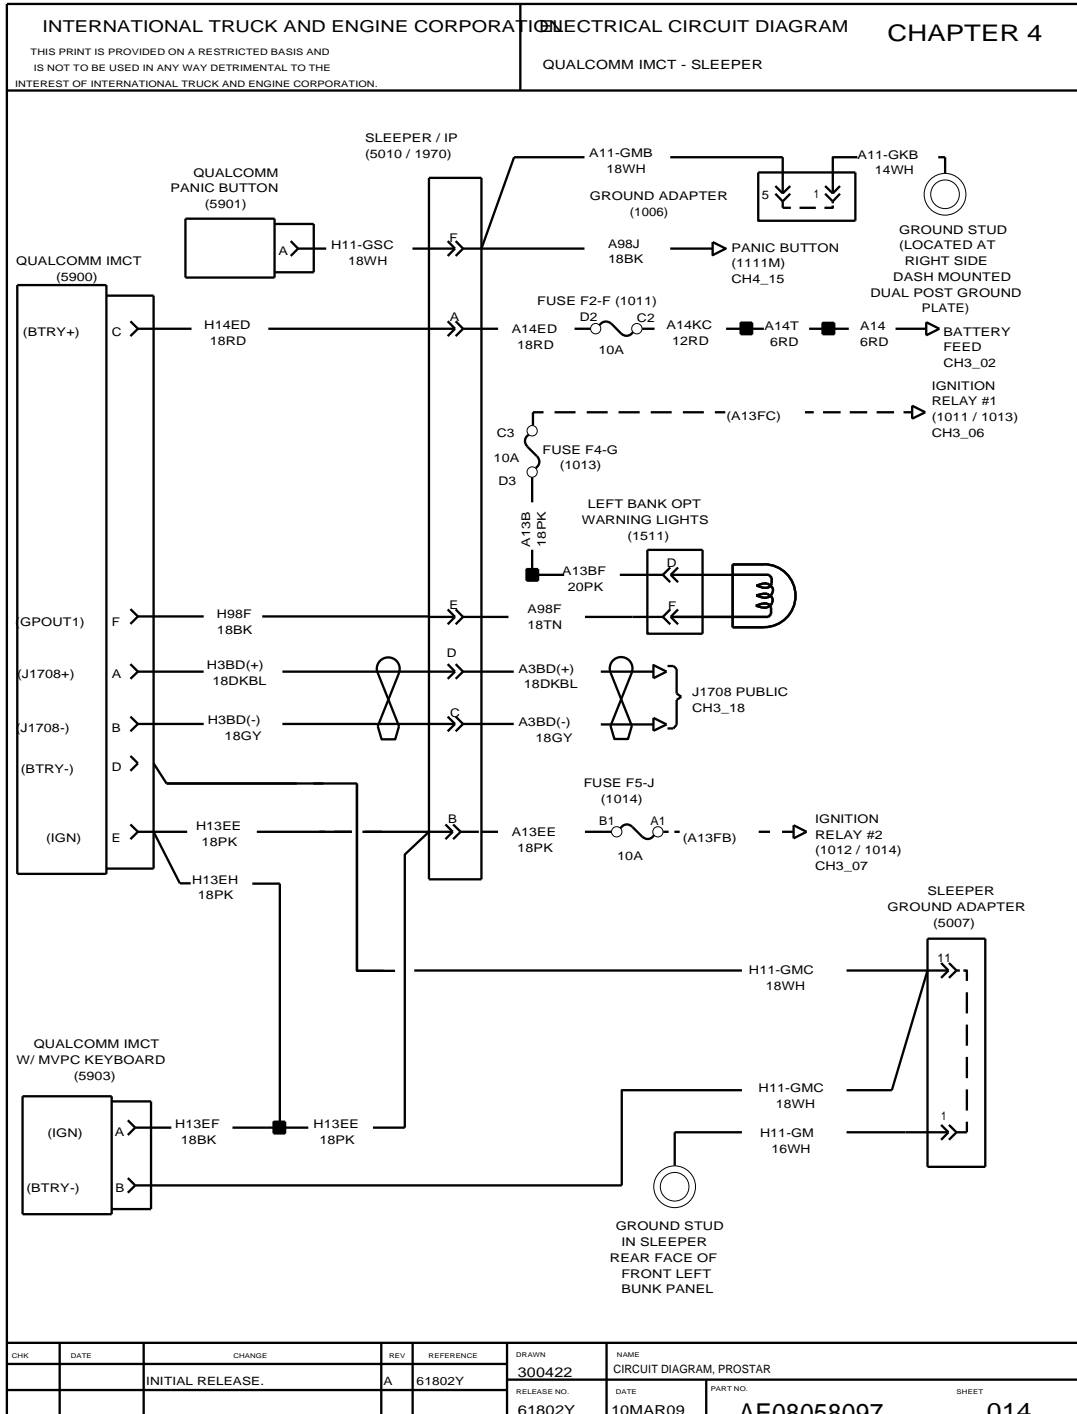 INTERNATIONAL TRUCK AND ENGINE CORPORATION
THIS PRINT IS PROVIDED ON A RESTRICTED BASIS AND
IS NOT TO BE USED IN ANY WAY DETRIMENTAL TO THE
INTEREST OF INTERNATIONAL TRUCK AND ENGINE CORPORATION.
ELECTRICAL CIRCUIT DIAGRAM
QUALCOMM IMCT - SLEEPER
CHAPTER 4
SLEEPER / IP
(5010 / 1970)
QUALCOMM
PANIC BUTTON
(5901)
A
H11-GSC
18WH
F
A11-GMB
18WH
GROUND ADAPTER
(1006)
5
1
A11-GKB
14WH
GROUND STUD
(LOCATED AT
RIGHT SIDE
DASH MOUNTED
DUAL POST GROUND
PLATE)
A98J
18BK
PANIC BUTTON
(1111M)
CH4_15
QUALCOMM IMCT
(5900)
(BTRY+)
C
H14ED
18RD
A
A14ED
18RD
FUSE F2-F (1011)
D2
C2
10A
A14KC
12RD
A14T
6RD
A14
6RD
BATTERY
FEED
CH3_02
IGNITION
RELAY #1
(1011 / 1013)
CH3_06
(A13FC)
C3
10A
D3
FUSE F4-G
(1013)
A13B
18PK
LEFT BANK OPT
WARNING LIGHTS
(1511)
A13BF
20PK
D
F
(GPOUT1)
F
H98F
18BK
E
A98F
18TN
(J1708+)
A
H3BD(+)
18DKBL
D
A3BD(+)
18DKBL
(J1708-)
B
H3BD(-)
18GY
C
A3BD(-)
18GY
J1708 PUBLIC
CH3_18
(BTRY-)
D
(IGN)
E
H13EE
18PK
B
A13EE
18PK
FUSE F5-J
(1014)
B1
A1
10A
(A13FB)
IGNITION
RELAY #2
(1012 / 1014)
CH3_07
H13EH
18PK
SLEEPER
GROUND ADAPTER
(5007)
11
H11-GMC
18WH
H11-GMC
18WH
1
H11-GM
16WH
QUALCOMM IMCT
W/ MVPC KEYBOARD
(5903)
(IGN)
A
H13EF
18BK
H13EE
18PK
(BTRY-)
B
GROUND STUD
IN SLEEPER
REAR FACE OF
FRONT LEFT
BUNK PANEL
CHK DATE CHANGE REV REFERENCE
INITIAL RELEASE. A 61802Y
DRAWN
300422
NAME
CIRCUIT DIAGRAM, PROSTAR
RELEASE NO.
61802Y
DATE
10MAR09
PART NO.
AE08058097
SHEET
014